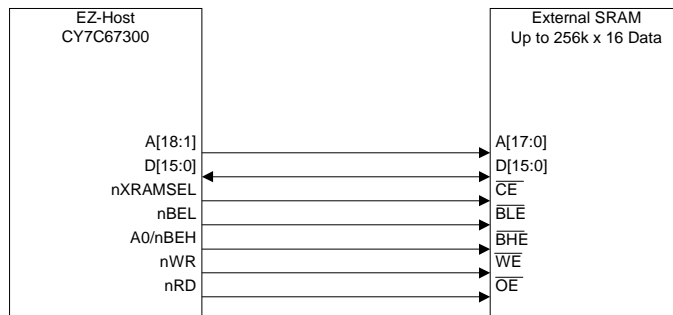 EZ-Host
CY7C67300
External SRAM
Up to 256k x 16 Data
A[18:1]
A[17:0]
D[15:0]
D[15:0]
nXRAMSEL
CE
nBEL
BLE
A0/nBEH
BHE
nWR
WE
nRD
OE